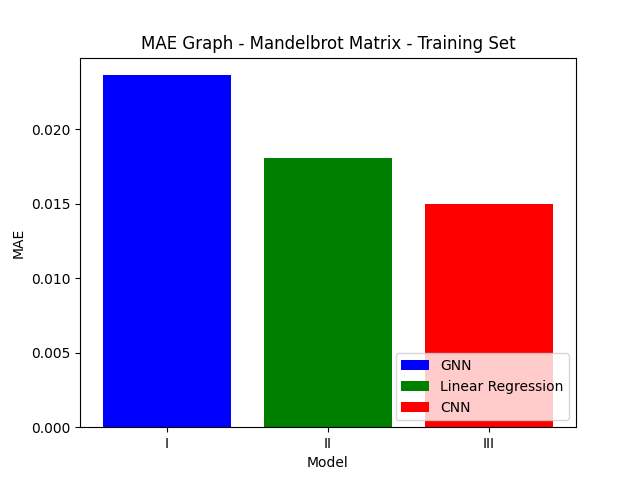 MAE Graph - Mandelbrot Matrix - Training Set
MAE
0.020
0.015
0.010
0.005
0.000
GNN
Linear Regression
CNN
I
II
III
Model